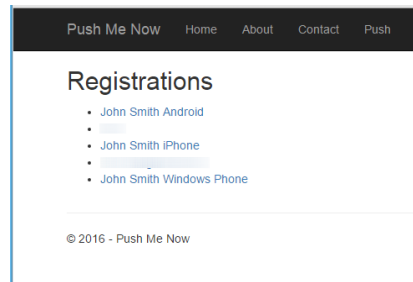 Push Me Now Home About Contact Push
Registrations
John Smith Android
John Smith iPhone
John Smith Windows Phone
© 2016 - Push Me Now